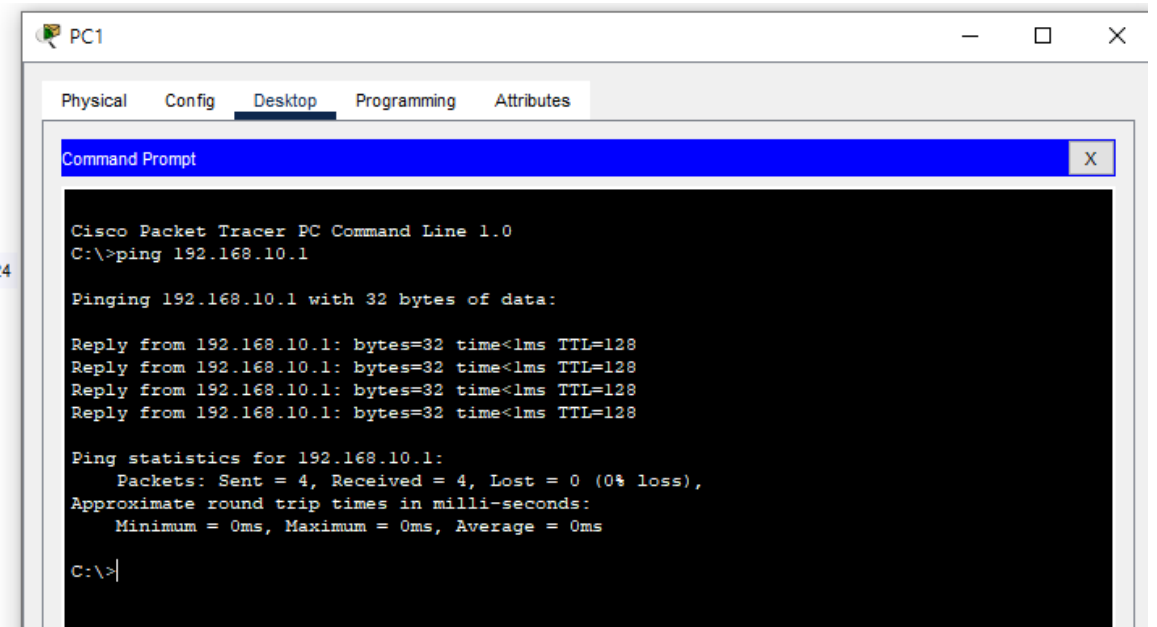 PC1
Physical Config Desktop Programming Attributes
Command Prompt
X
Cisco Packet Tracer PC Command Line 1.0
C:\>ping 192.168.10.1
Pinging 192.168.10.1 with 32 bytes of data:
Reply from 192.168.10.1: bytes=32 time<1ms TTL=128
Reply from 192.168.10.1: bytes=32 time<1ms TTL=128
Reply from 192.168.10.1: bytes=32 time<1ms TTL=128
Reply from 192.168.10.1: bytes=32 time<1ms TTL=128
Ping statistics for 192.168.10.1:
Packets: Sent = 4, Received = 4, Lost = 0 (0% loss),
Approximate round trip times in milli-seconds:
Minimum = 0ms, Maximum = 0ms, Average = 0ms
C:\>